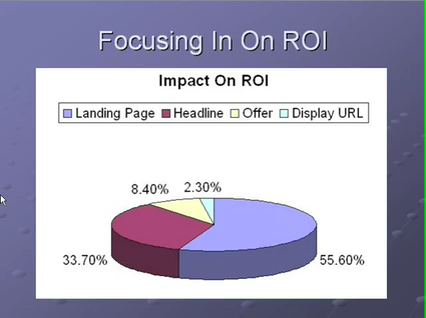 Focusing In On ROI
Impact On ROI
Landing Page Headline Offer Display URL
8.40% 2.30%
33.70% 55.60%